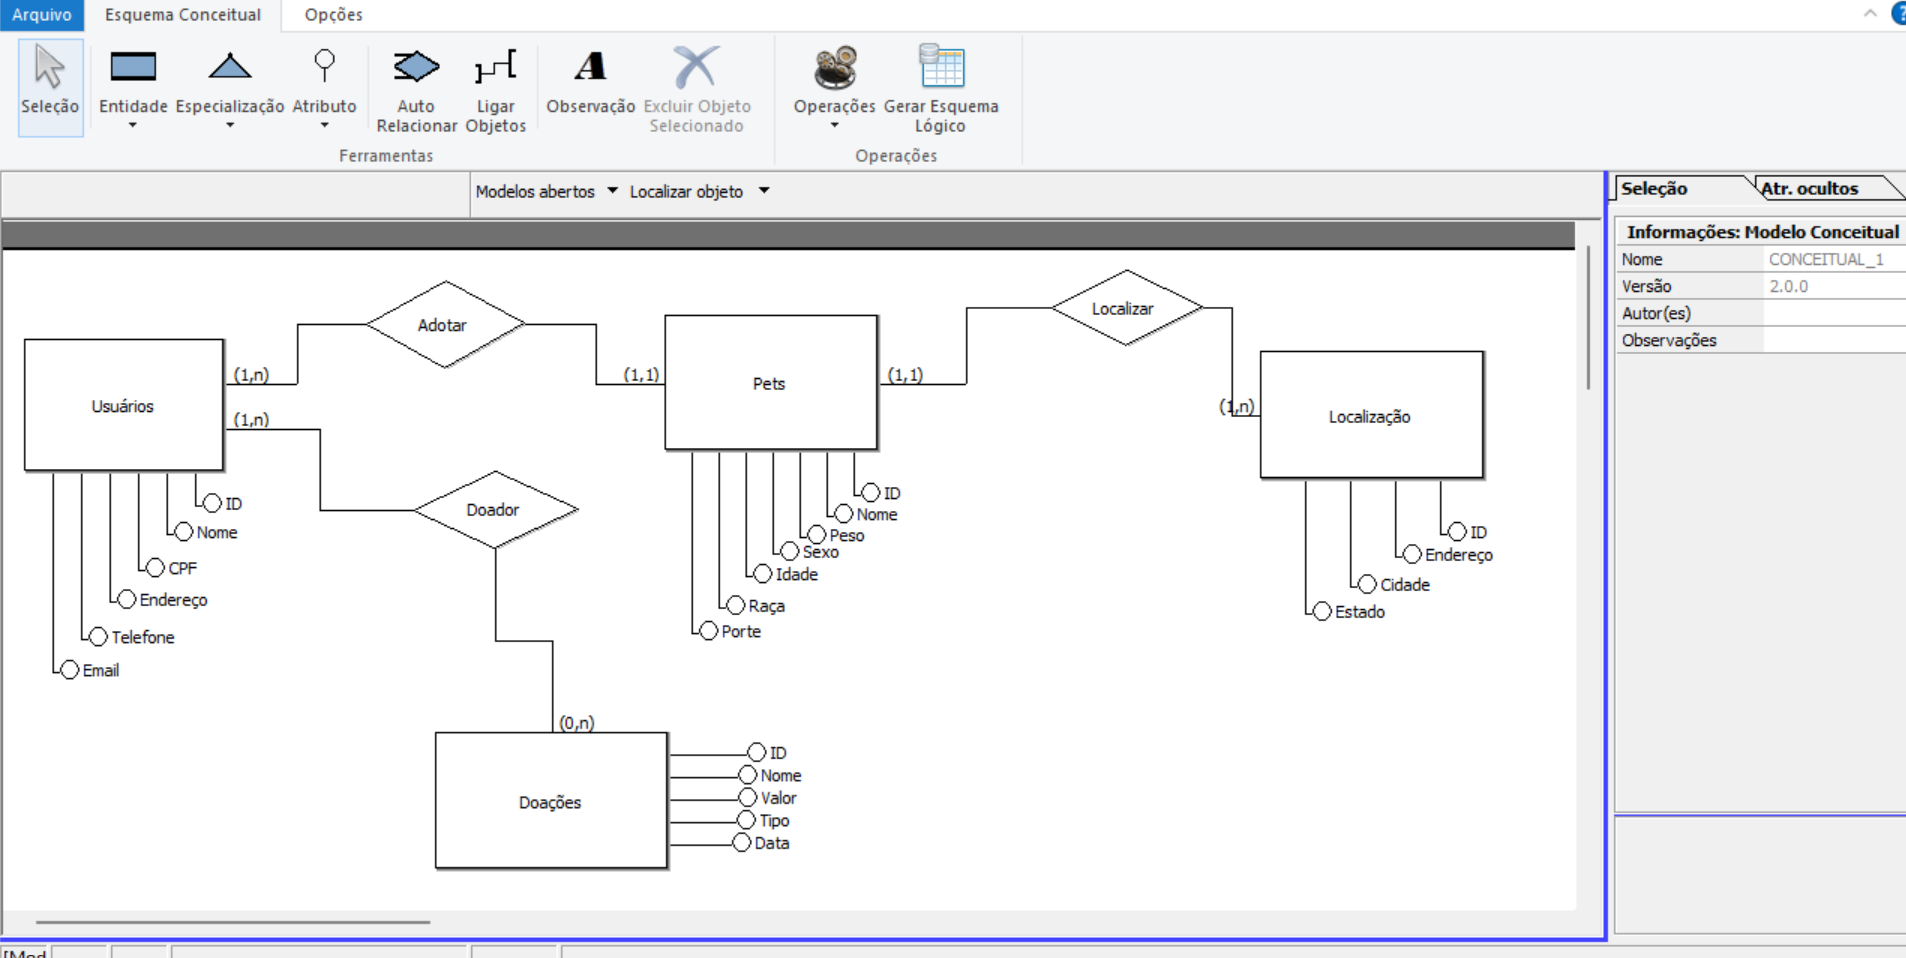 Arquivo Esquema Conceitual Opções
Seleção Entidade Especialização Atributo Auto Relacionar Ligar Objetos Observação Excluir Objeto Selecionado Operações Gerar Esquema Lógico
Ferramentas Operações
Modelos abertos Localizar objeto
Seleção Atr. ocultos
Informações: Modelo Conceitual
Nome CONCEITUAL_1
Versão 2.0.0
Autor(es)
Observações
Adotar
Localizar
Usuários
(1,n)
(1,1)
Pets
(1,1)
(1,n)
Localização
(1,n)
Doador
ID
Nome
CPF
Endereço
Telefone
Email
ID
Nome
Peso
Sexo
Idade
Raça
Porte
ID
Endereço
Cidade
Estado
(0,n)
Doações
ID
Nome
Valor
Tipo
Data